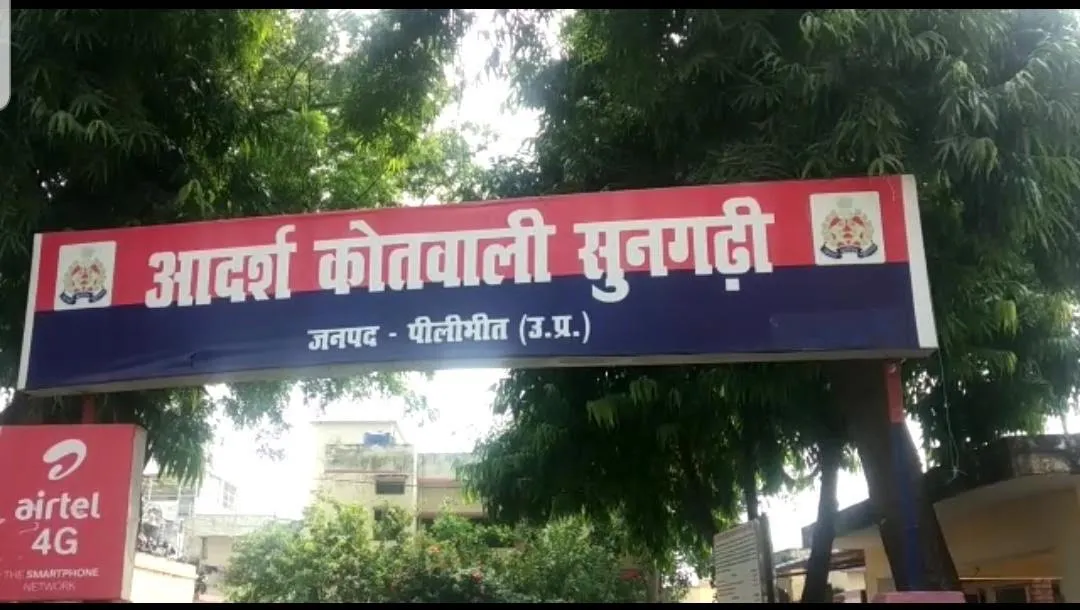 आदर्श कोतवाली सुनगढ़ी
जनपद - पीलीभीत (उ.प्र.)
airtel
4G
THE SMARTPHONE
NETWORK